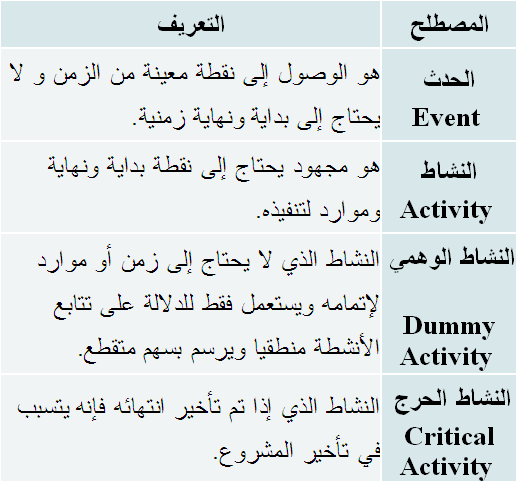 المصطلح
التعريف
الحدث
Event
هو الوصول إلى نقطة معينة من الزمن و لا
يحتاج إلى بداية ونهاية زمنية.
النشاط
Activity
هو مجهود يحتاج إلى نقطة بداية ونهاية
وموارد لتنفيذه.
النشاط الوهمي
Dummy
Activity
النشاط الذي لا يحتاج إلى زمن أو موارد
لإتمامه ويستعمل فقط للدلالة على تتابع
الأنشطة منطقيا ويرسم بسهم متقطع.
النشاط الحرج
Critical
Activity
النشاط الذي إذا تم تأخير انتهائه فإنه يتسبب
في تأخير المشروع.